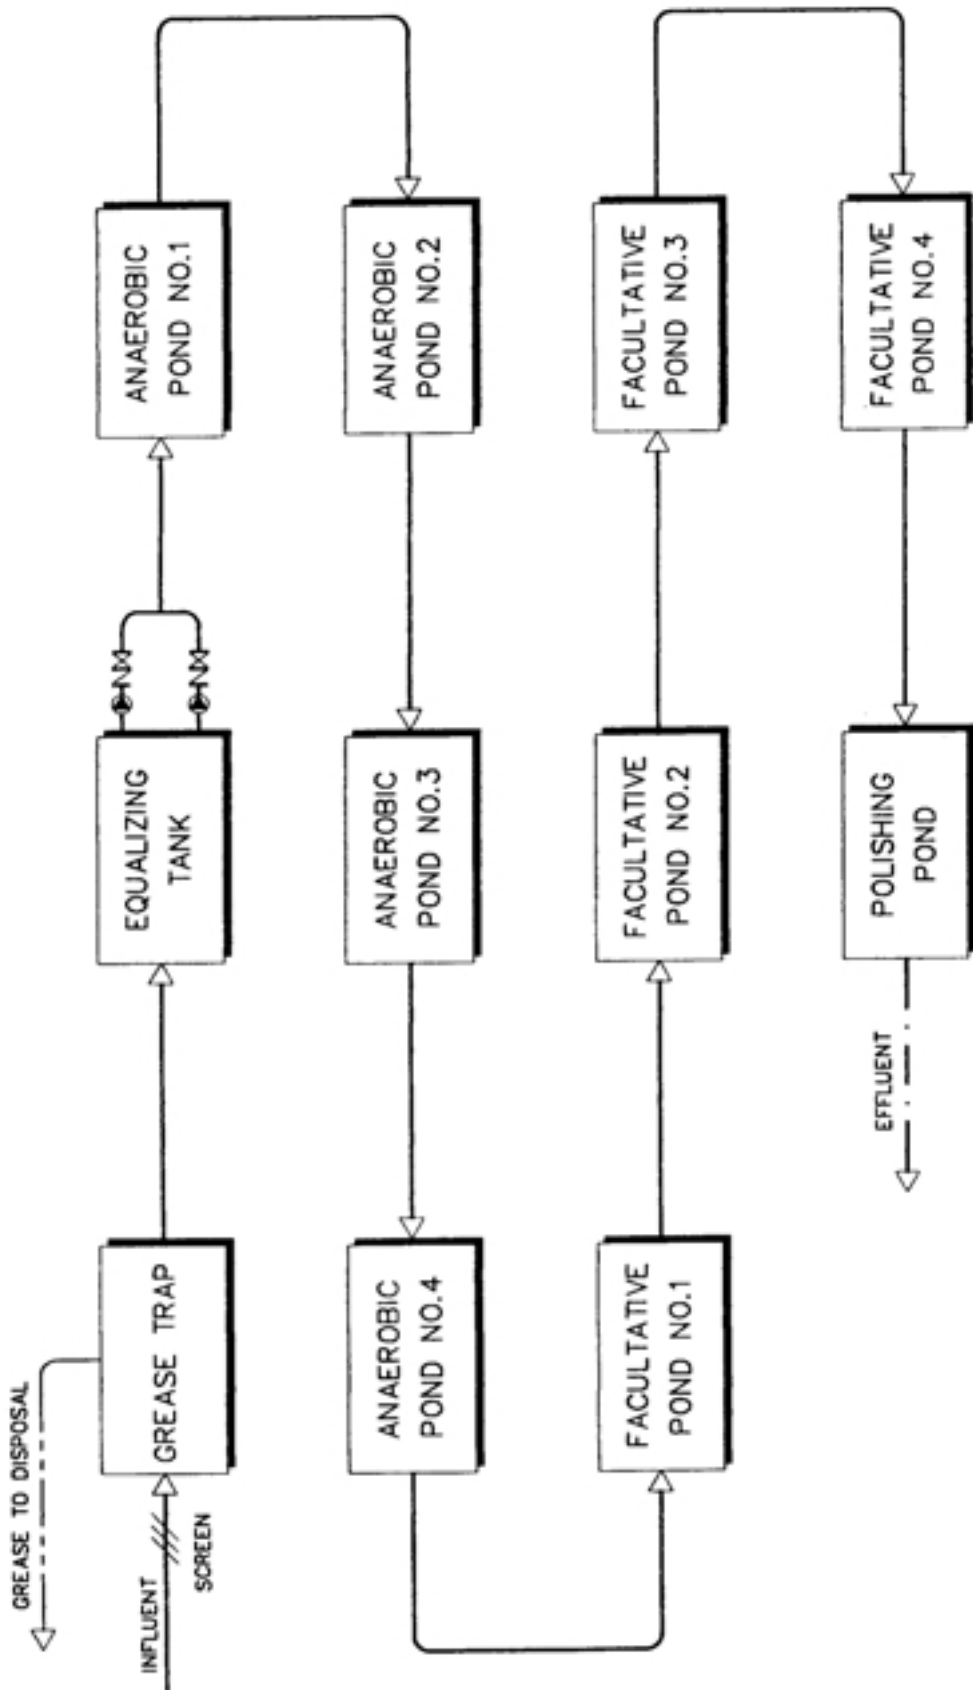 GREASE TO DISPOSAL
INFLUENT
SCREEN
GREASE TRAP
EQUALIZING
TANK
ANAEROBIC
POND NO.1
ANAEROBIC
POND NO.2
ANAEROBIC
POND NO.3
ANAEROBIC
POND NO.4
FACULTATIVE
POND NO.1
FACULTATIVE
POND NO.2
FACULTATIVE
POND NO.3
FACULTATIVE
POND NO.4
POLISHING
POND
EFFLUENT